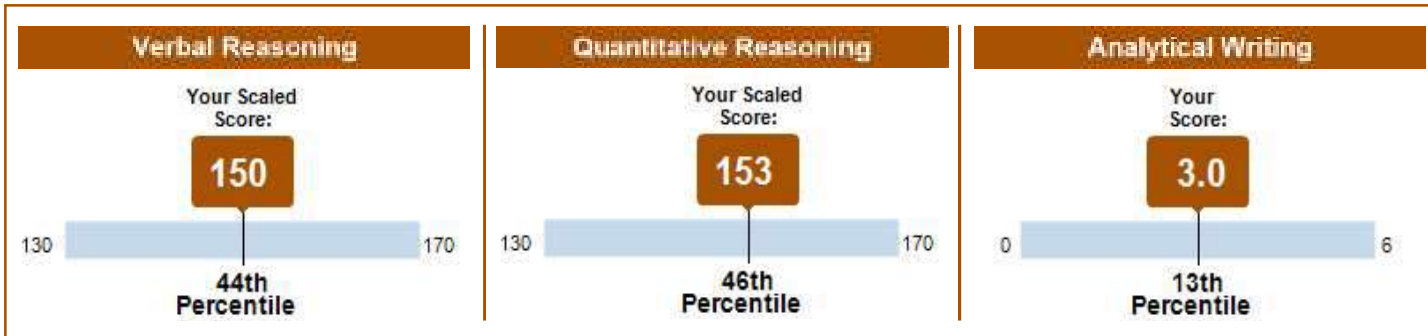 Verbal Reasoning
Your Scaled
Score:
150
130
170
44th
Percentile
Quantitative Reasoning
Your Scaled
Score:
153
130
170
46th
Percentile
Analytical Writing
Your
Score:
3.0
0
6
13th
Percentile